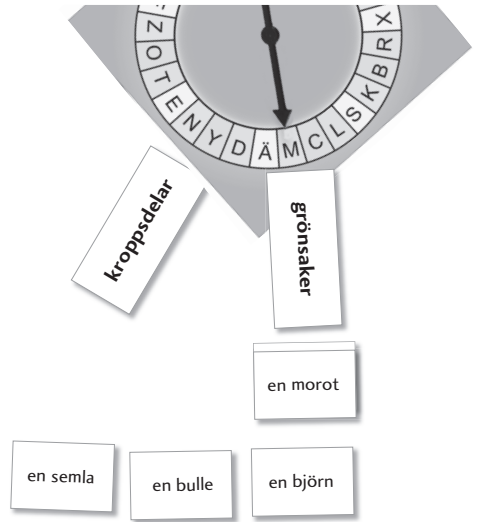 Z O T E N Y D Ä M C L S K B R X
kroppsdelar
grönsaker
en morot
en semla
en bulle
en björn